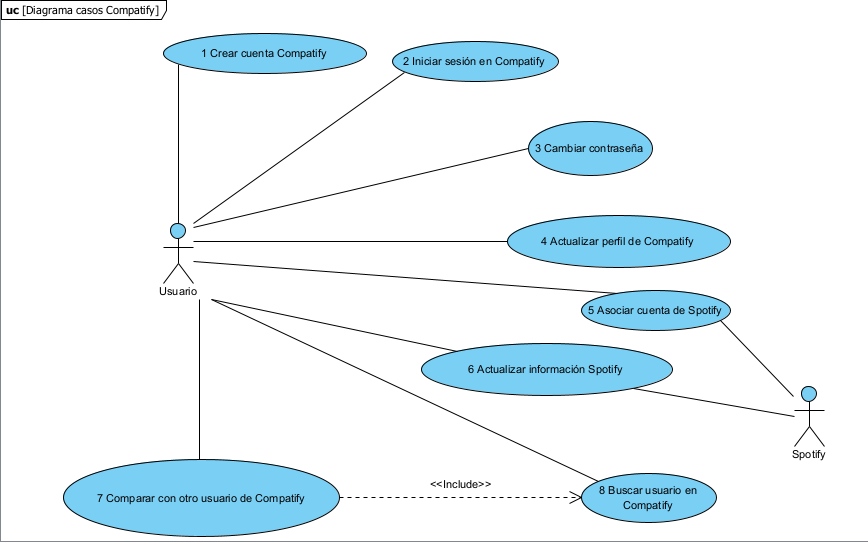 uc [Diagrama casos Compatify]
1 Crear cuenta Compatify
2 Iniciar sesión en Compatify
3 Cambiar contraseña
4 Actualizar perfil de Compatify
Usuario
5 Asociar cuenta de Spotify
6 Actualizar información Spotify
Spotify
<<Include>>
7 Comparar con otro usuario de Compatify
8 Buscar usuario en
Compatify